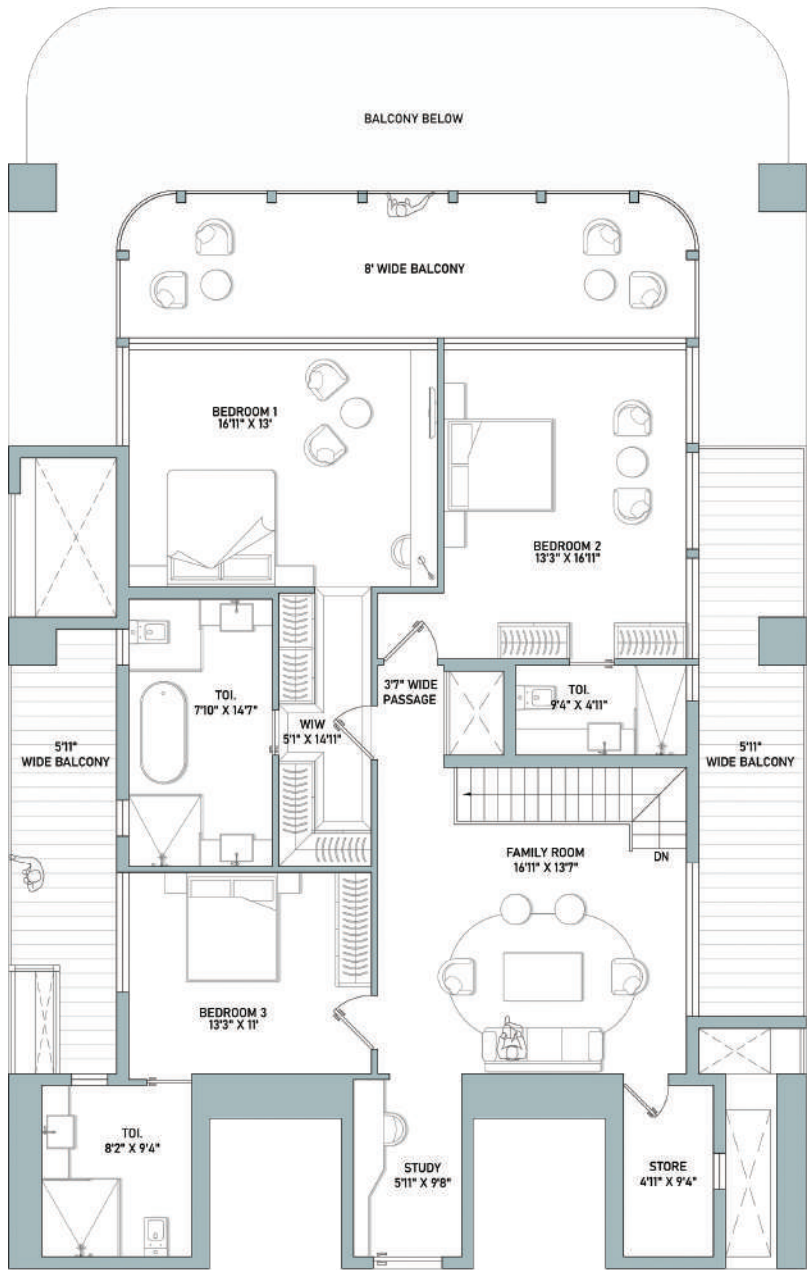 BALCONY BELOW
8' WIDE BALCONY
BEDROOM 1
16'11" X 13'
BEDROOM 2
13'3" X 16'11"
TOI.
7'10" X 14'7"
3'7" WIDE
PASSAGE
TOI.
9'4" X 4'11"
WIW
5'1" X 14'11"
5'11"
WIDE BALCONY
5'11"
WIDE BALCONY
FAMILY ROOM
16'11" X 13'7"
DN
BEDROOM 3
13'3" X 11'
TOI.
8'2" X 9'4"
STUDY
5'11" X 9'8"
STORE
4'11" X 9'4"